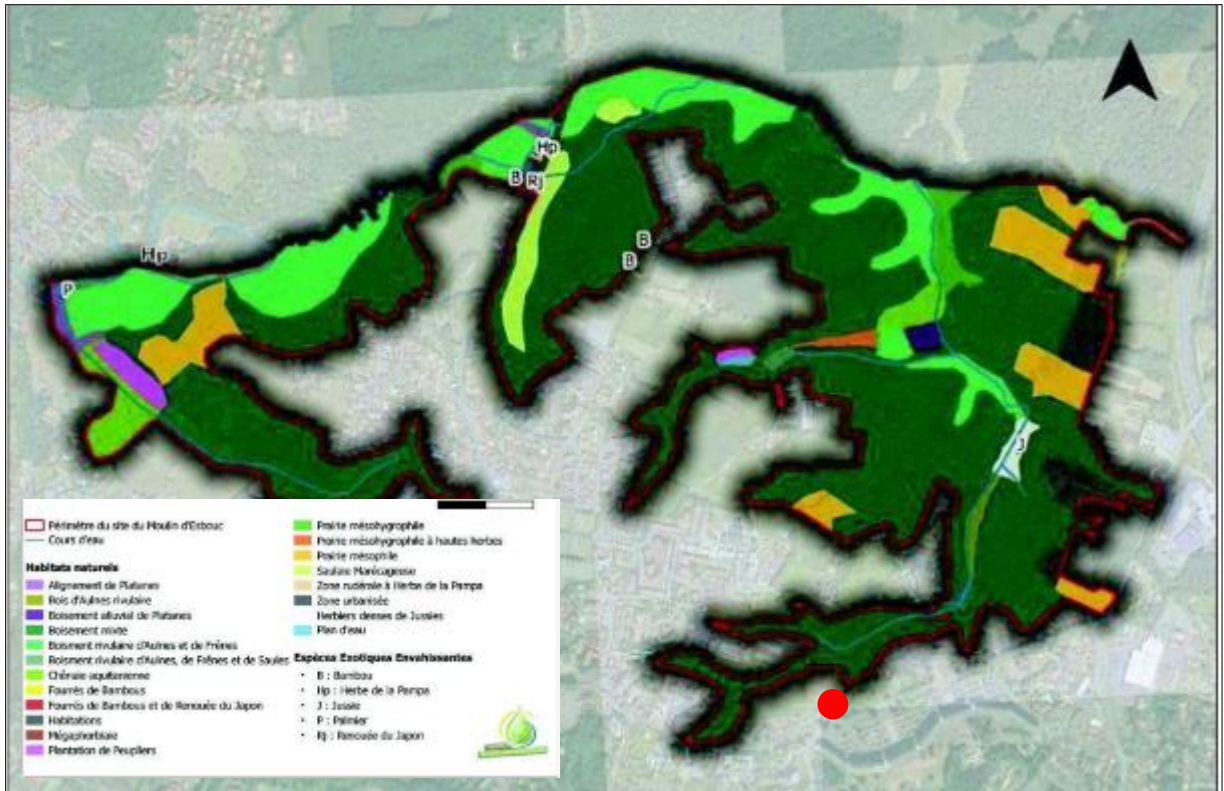 Hp
B
Rj
B
B
Hp
P
J
Périmètre du site du Moulin d'Esbouc
Cours d'eau
Habitats naturels
Alignement de Platanes
Bois d'Aulnes rivulaire
Boisement alluvial de Platanes
Boisement mixte
Boisment rivulaire d'Aulnes et de Frênes
Boisment rivulaire d'Aulnes, de Frênes et de Saules
Chênaie aquitanienne
Fourrés de Bambous
Fourrés de Bambous et de Renouée du Japon
Habitations
Mégaphorbiaie
Plantation de Peupliers
Prairie mésohygrophile
Prairie mésohygrophile à hautes herbes
Prairie mésophile
Saulaie Marécageuse
Zone rudérale à Herbe de la Pampa
Zone urbanisée
Herbiers denses de Jussies
Plan d'eau
Espèces Exotiques Envahissantes
• B : Bambou
• Hp : Herbe de la Pampa
• J : Jussie
• P : Palmier
• Rj : Renouée du Japon